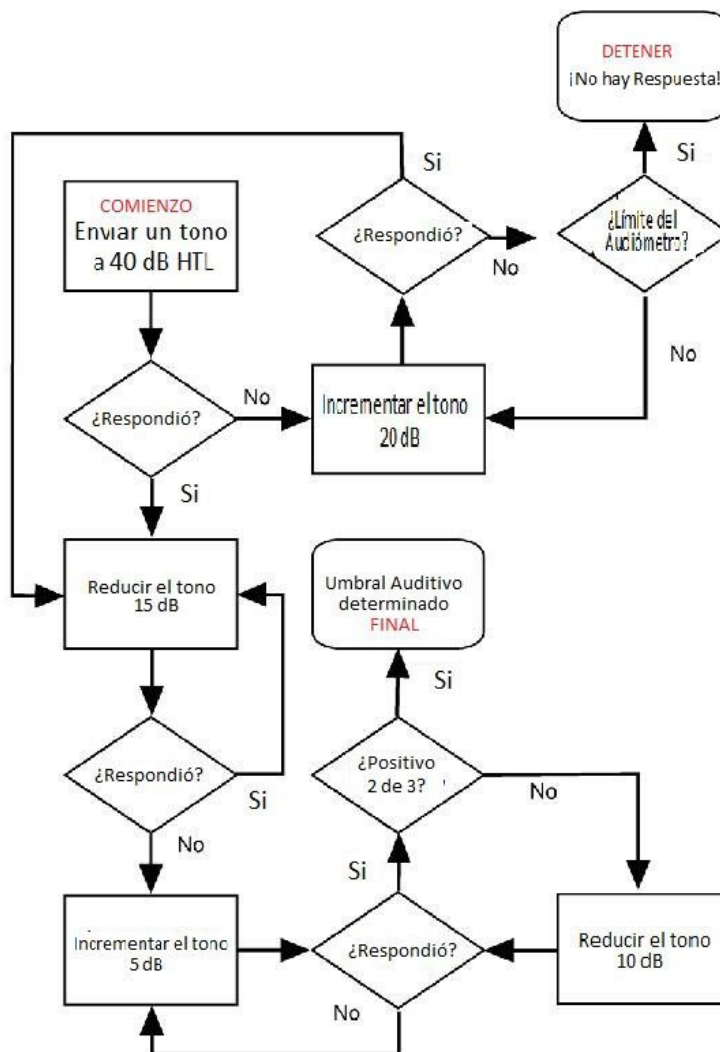 DETENER
¡No hay Respuesta!
Si
Si
COMIENZO
Enviar un tono
a 40 dB HTL
¿Respondió?
No
¿Límite del
Audiómetro?
No
¿Respondió?
No
Incrementar el tono
20 dB
Si
Reducir el tono
15 dB
Umbral Auditivo
determinado
FINAL
Si
¿Respondió?
Si
¿Positivo
2 de 3?
No
No
Si
Incrementar el tono
5 dB
¿Respondió?
Reducir el tono
10 dB
No